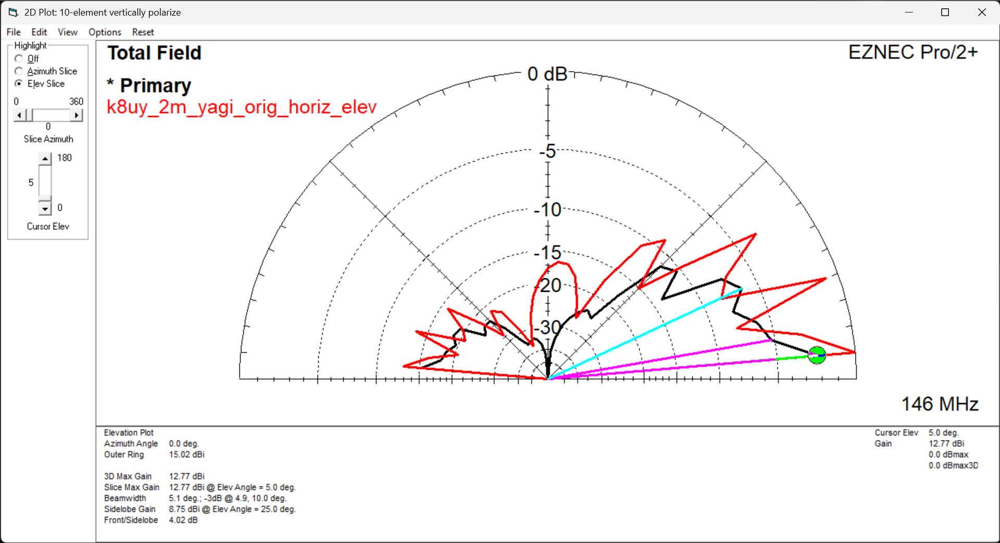 2D Plot: 10-element vertically polarize
File Edit View Options Reset
Highlight
Off
Azimuth Slice
Elev Slice
0 360
0
Slice Azimuth
180
5
0
Cursor Elev
Total Field
EZNEC Pro/2+
* Primary
k8uy_2m_yagi_orig_horiz_elev
0 dB
-5
-10
-15
-20
-30
146 MHz
Elevation Plot
Azimuth Angle 0.0 deg.
Outer Ring 15.02 dBi
3D Max Gain 12.77 dBi
Slice Max Gain 12.77 dBi @ Elev Angle = 5.0 deg.
Beamwidth 5.1 deg.; -3dB @ 4.9, 10.0 deg.
Sidelobe Gain 8.75 dBi @ Elev Angle = 25.0 deg.
Front/Sidelobe 4.02 dB
Cursor Elev 5.0 deg.
Gain 12.77 dBi
0.0 dBmax
0.0 dBmax3D